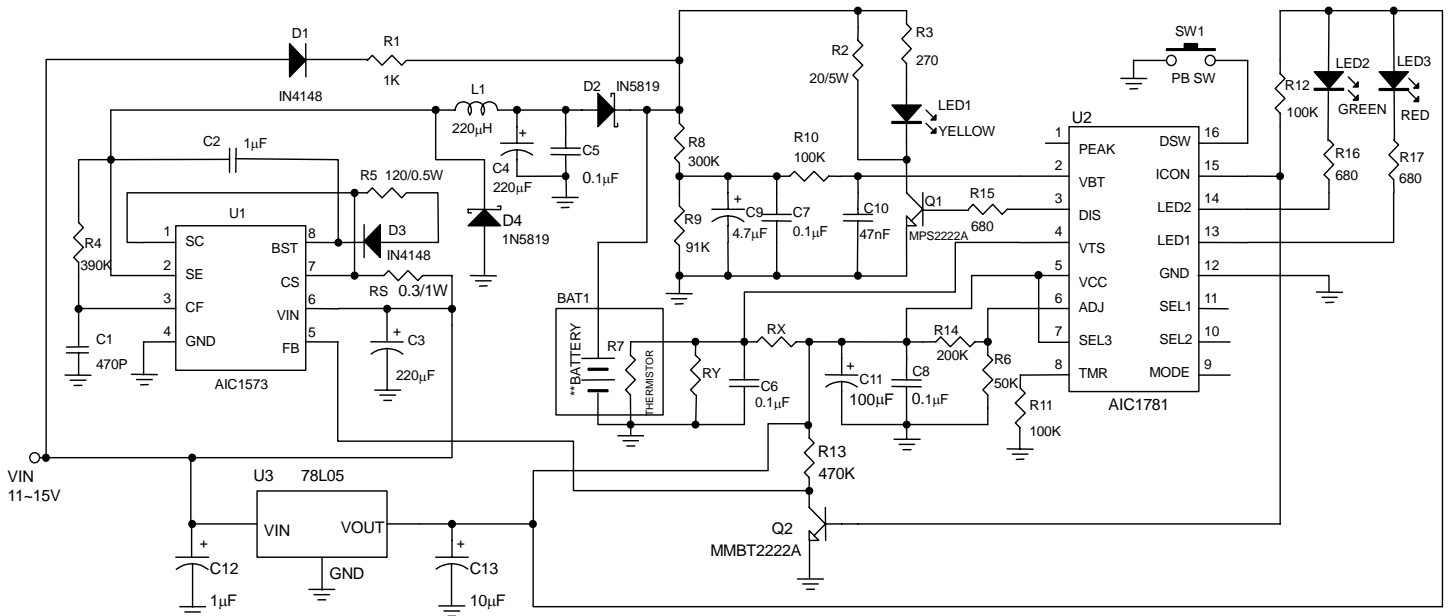 D1
IN4148
R1
1K
L1
220µH
D2
IN5819
C4
220µF
C5
0.1µF
D4
1N5819
C2
1µF
R5
120/0.5W
D3
IN4148
RS
0.3/1W
R4
390K
C1
470P
U1
1 SC
2 SE
3 CF
4 GND
8 BST
7 CS
6 VIN
5 FB
AIC1573
C3
220µF
VIN
11~15V
U3
78L05
VIN
VOUT
GND
C12
1µF
C13
10µF
R2
20/5W
R3
270
LED1
YELLOW
R8
300K
R9
91K
R10
100K
C9
4.7µF
C7
0.1µF
C10
47nF
Q1
MPS2222A
R15
680
BAT1
**BATTERY
R7
THERMISTOR
RY
RX
C6
0.1µF
C11
100µF
C8
0.1µF
R14
200K
R6
50K
R11
100K
R13
470K
Q2
MMBT2222A
SW1
PB SW
U2
1 PEAK
2 VBT
3 DIS
4 VTS
5 VCC
6 ADJ
7 SEL3
8 TMR
16 DSW
15 ICON
14 LED2
13 LED1
12 GND
11 SEL1
10 SEL2
9 MODE
AIC1781
R12
100K
LED2
GREEN
LED3
RED
R16
680
R17
680
+
+
+
+
+
+